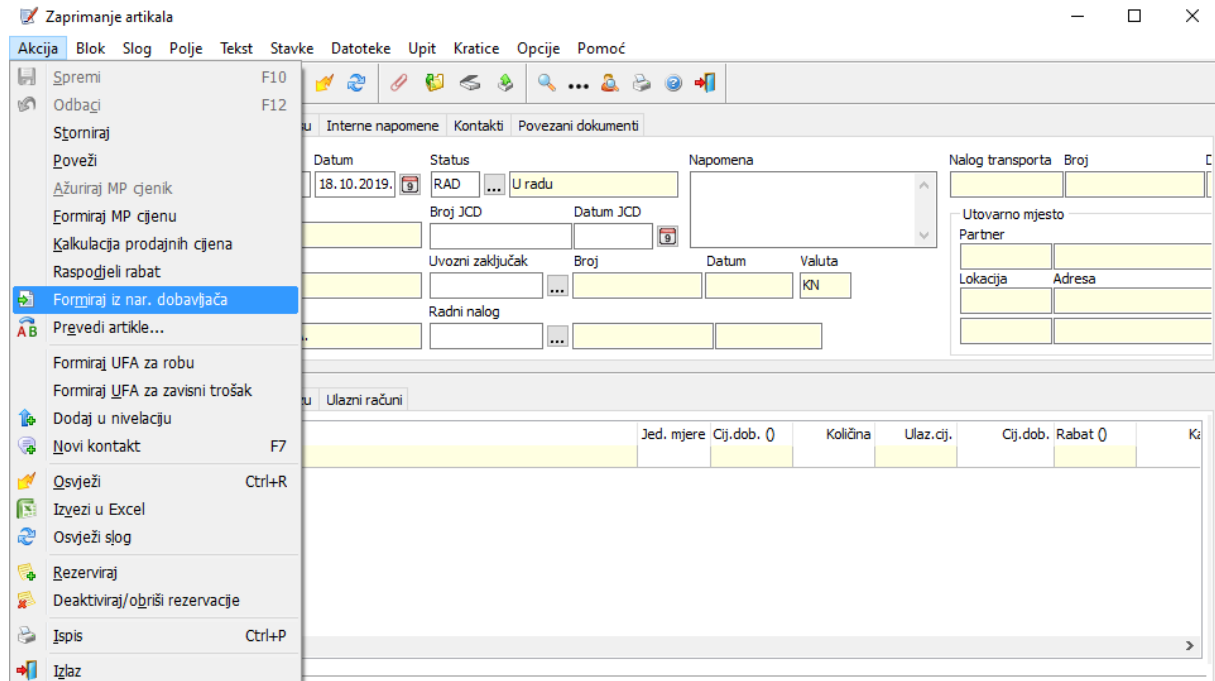 Zaprimanje artikala
Akcija Blok Slog Polje Tekst Stavke Datoteke Upit Kratice Opcije Pomoć
Spremi F10
Odbaci F12
Storniraj
Poveži
Ažuriraj MP cjenik
Formiraj MP cijenu
Kalkulacija prodajnih cijena
Raspodjeli rabat
Formiraj iz nar. dobavljača
Prevedi artikle...
Formiraj UFA za robu
Formiraj UFA za zavisni trošak
Dodaj u nivelaciju
Novi kontakt F7
Osvježi Ctrl+R
Izvezi u Excel
Osvježi slog
Rezerviraj
Deaktiviraj/obriši rezervacije
Ispis Ctrl+P
Izlaz
Interne napomene Kontakti Povezani dokumenti
Datum Status Napomena Nalog transporta Broj
18.10.2019. RAD ... U radu
Broj JCD Datum JCD Utovarno mjesto
Partner
Uvozni zaključak Broj Datum Valuta
... KN
Lokacija Adresa
Radni nalog
...
Ulazni računi
Jed. mjere Cij.dob. () Količina Ulaz.cij. Cij.dob. Rabat ()